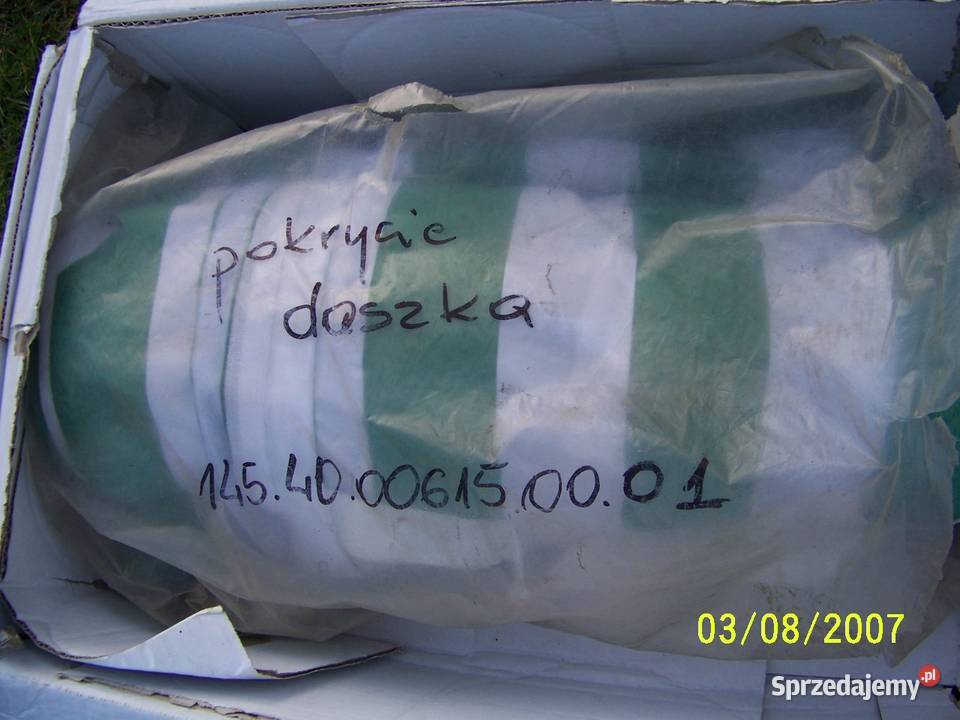 pokrycie
daszka
145.40.00615.00.01
03/08/2007
Sprzedajemy.pl